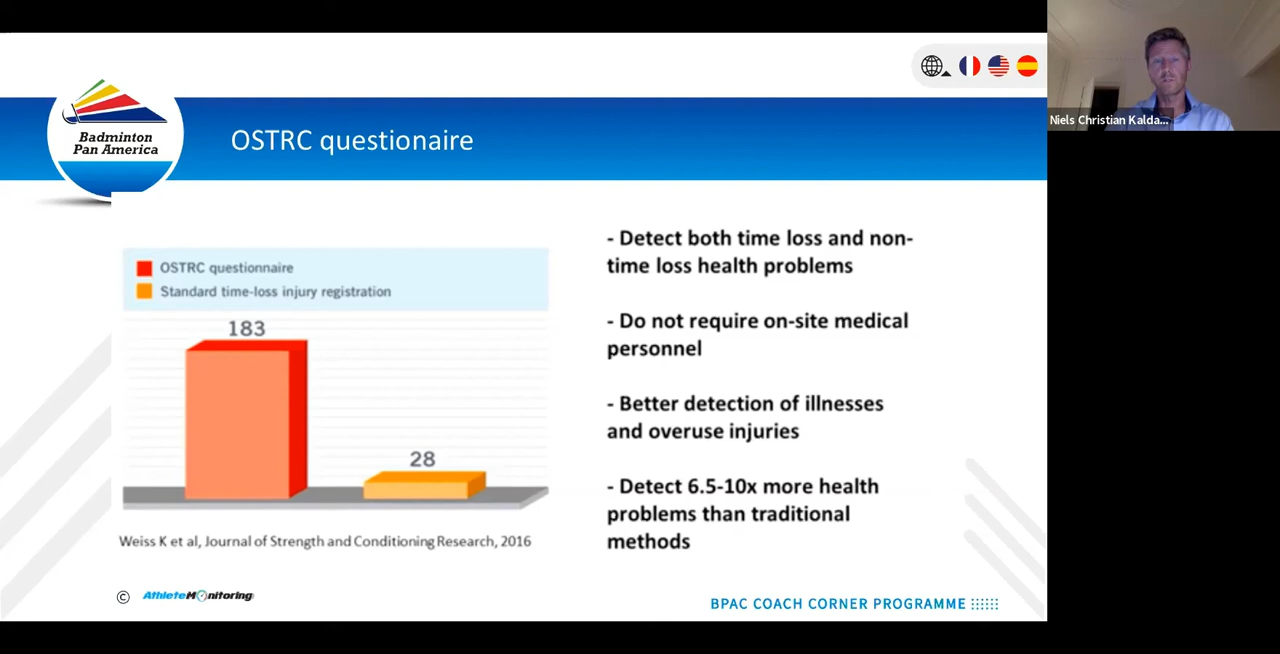 Badminton
Pan America
OSTRC questionaire
Niels Christian Kalda...
OSTRC questionnaire
Standard time-loss injury registration
183
28
Weiss K et al, Journal of Strength and Conditioning Research, 2016
- Detect both time loss and non-
time loss health problems
- Do not require on-site medical
personnel
- Better detection of illnesses
and overuse injuries
- Detect 6.5-10x more health
problems than traditional
methods
© AthleteMonitoring
BPAC COACH CORNER PROGRAMME